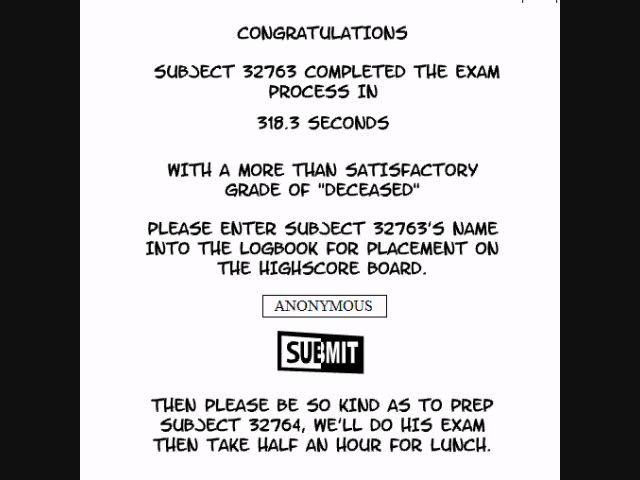 CONGRATULATIONS
SUBJECT 32763 COMPLETED THE EXAM
PROCESS IN
318.3 SECONDS
WITH A MORE THAN SATISFACTORY
GRADE OF "DECEASED"
PLEASE ENTER SUBJECT 32763'S NAME
INTO THE LOGBOOK FOR PLACEMENT ON
THE HIGHSCORE BOARD.
ANONYMOUS
SUBMIT
THEN PLEASE BE SO KIND AS TO PREP
SUBJECT 32764, WE'LL DO HIS EXAM
THEN TAKE HALF AN HOUR FOR LUNCH.